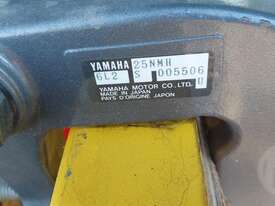 YAMAHA 25NMH
6L2 S 005506 U
YAMAHA MOTOR CO., LTD.
MADE IN JAPAN
PAYS D'ORIGINE JAPON